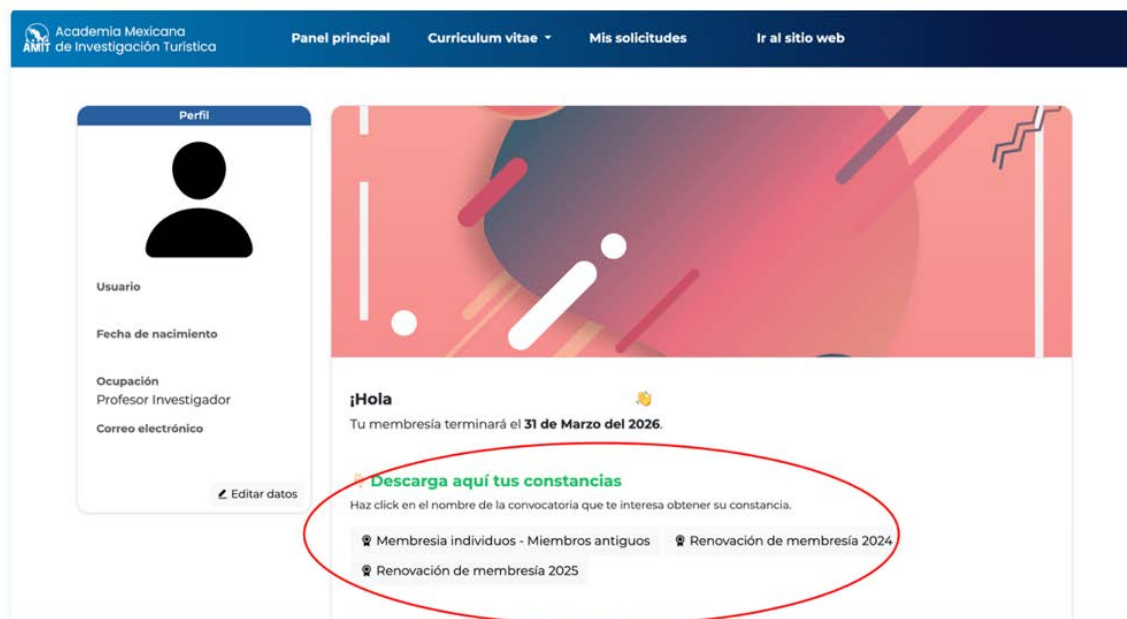 Academia Mexicana
AMIT de Investigación Turística
Panel principal
Curriculum vitae
Mis solicitudes
Ir al sitio web
Perfil
Usuario
Fecha de nacimiento
Ocupación
Profesor Investigador
Correo electrónico
Editar datos
¡Hola
Tu membresía terminará el 31 de Marzo del 2026.
Descarga aquí tus constancias
Haz click en el nombre de la convocatoria que te interesa obtener su constancia.
Membresia individuos - Miembros antiguos
Renovación de membresía 2024
Renovación de membresía 2025